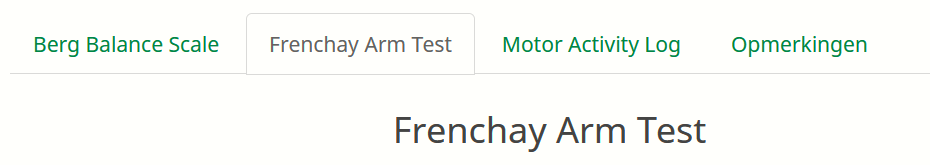 Berg Balance Scale Frenchay Arm Test Motor Activity Log Opmerkingen
Frenchay Arm Test